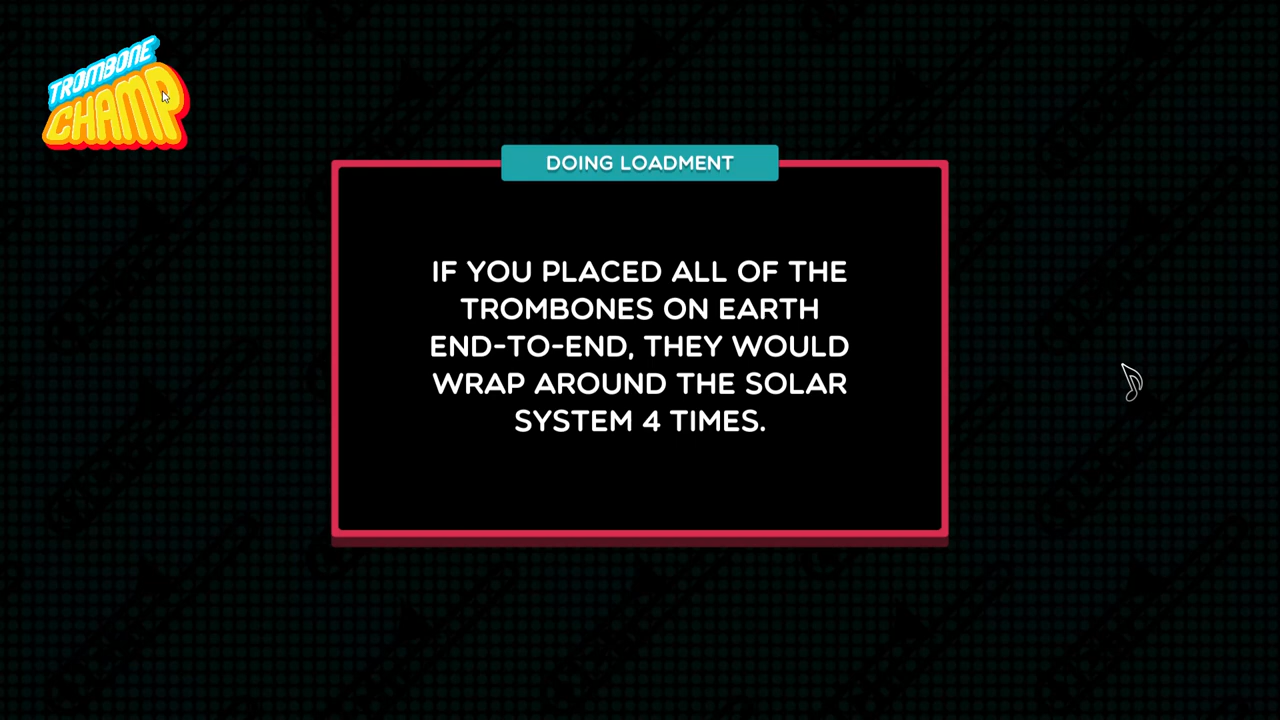 TROMBONE
CHAMP
DOING LOADMENT
IF YOU PLACED ALL OF THE
TROMBONES ON EARTH
END-TO-END, THEY WOULD
WRAP AROUND THE SOLAR
SYSTEM 4 TIMES.